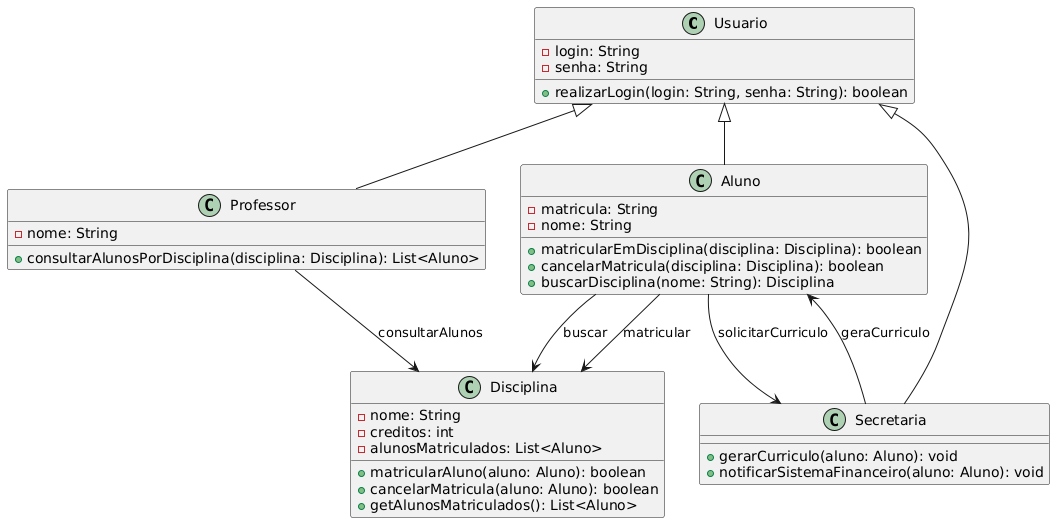 C Usuario
login: String
senha: String
realizarLogin(login: String, senha: String): boolean
C Professor
nome: String
consultarAlunosPorDisciplina(disciplina: Disciplina): List<Aluno>
C Aluno
matricula: String
nome: String
matricularEmDisciplina(disciplina: Disciplina): boolean
cancelarMatricula(disciplina: Disciplina): boolean
buscarDisciplina(nome: String): Disciplina
consultarAlunos
buscar
matricular
solicitarCurriculo
geraCurriculo
C Disciplina
nome: String
creditos: int
alunosMatriculados: List<Aluno>
matricularAluno(aluno: Aluno): boolean
cancelarMatricula(aluno: Aluno): boolean
getAlunosMatriculados(): List<Aluno>
C Secretaria
gerarCurriculo(aluno: Aluno): void
notificarSistemaFinanceiro(aluno: Aluno): void